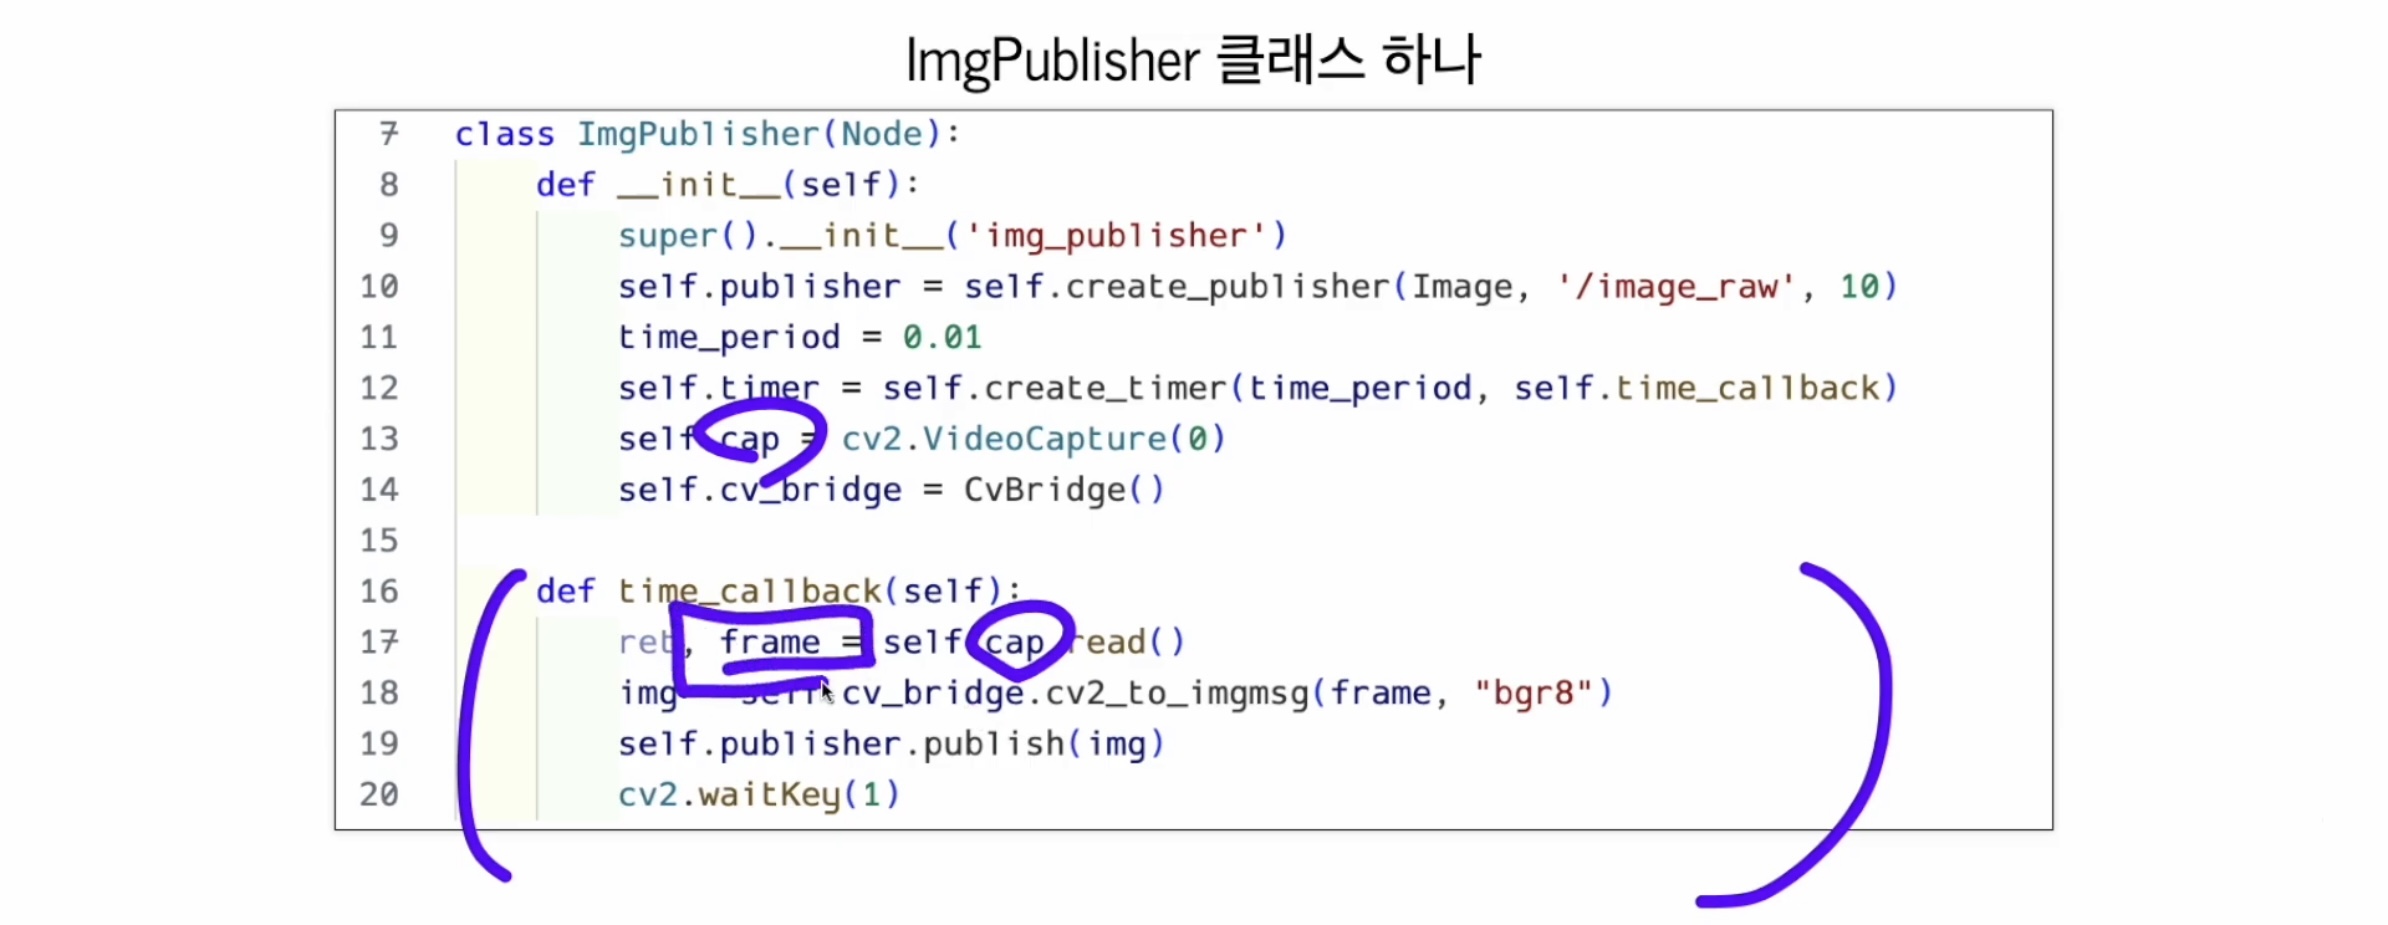 ImgPublisher 클래스 하나
7 class ImgPublisher(Node):
8 def __init__(self):
9 super().__init__('img_publisher')
10 self.publisher = self.create_publisher(Image, '/image_raw', 10)
11 time_period = 0.01
12 self.timer = self.create_timer(time_period, self.time_callback)
13 self.cap = cv2.VideoCapture(0)
14 self.cv_bridge = CvBridge()
15
16 def time_callback(self):
17 ret, frame = self.cap.read()
18 img = self.cv_bridge.cv2_to_imgmsg(frame, "bgr8")
19 self.publisher.publish(img)
20 cv2.waitKey(1)